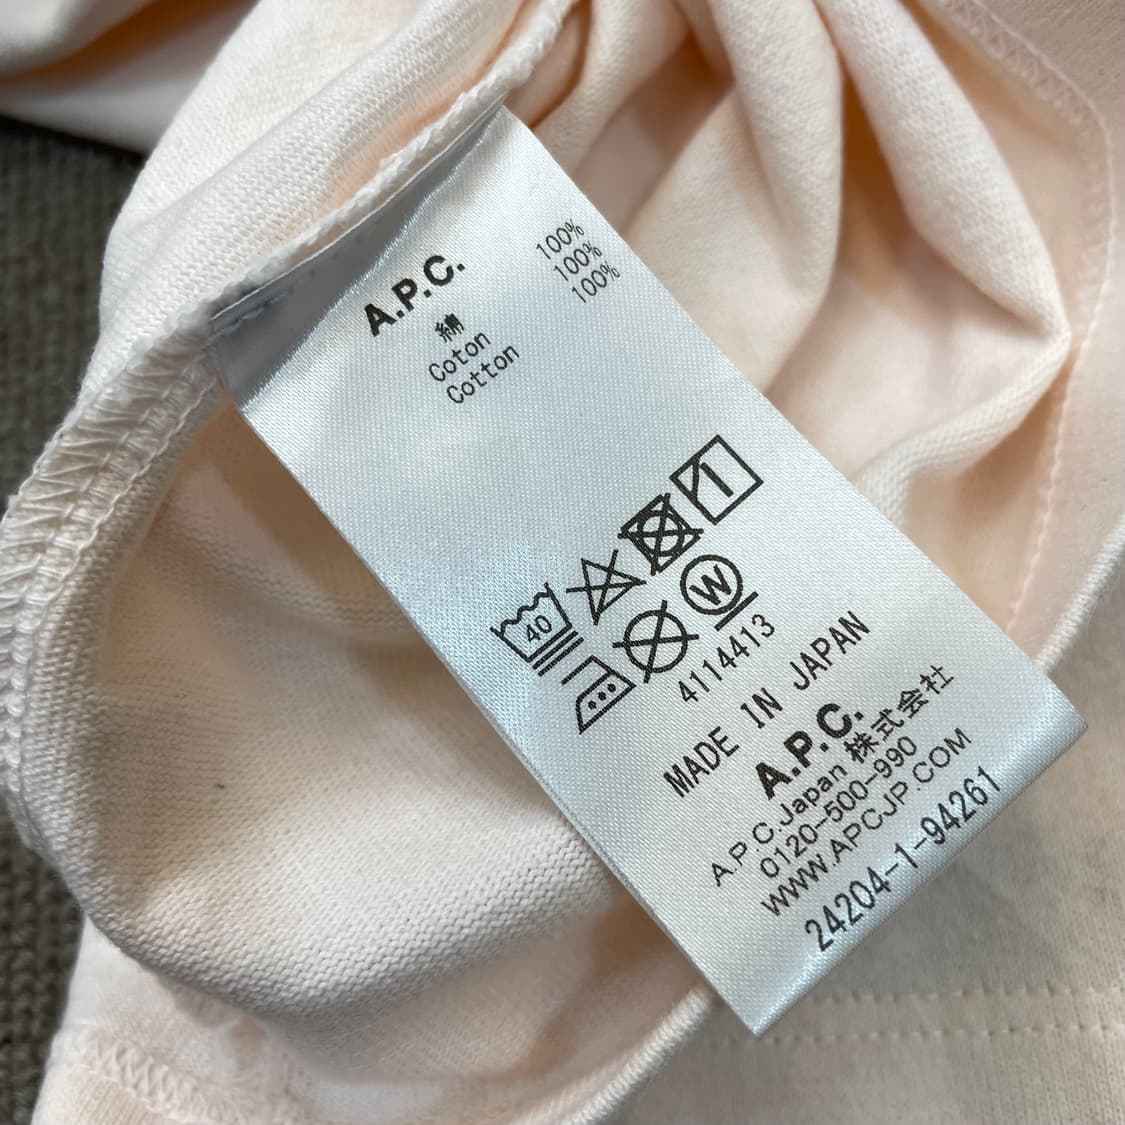 A.P.C.
綿 100%
Coton 100%
Cotton 100%
40
W
4114413
MADE IN JAPAN
A.P.C.
A.P.C.Japan 株式会社
0120-500-990
WWW.APCJP.COM
24204-1-94261